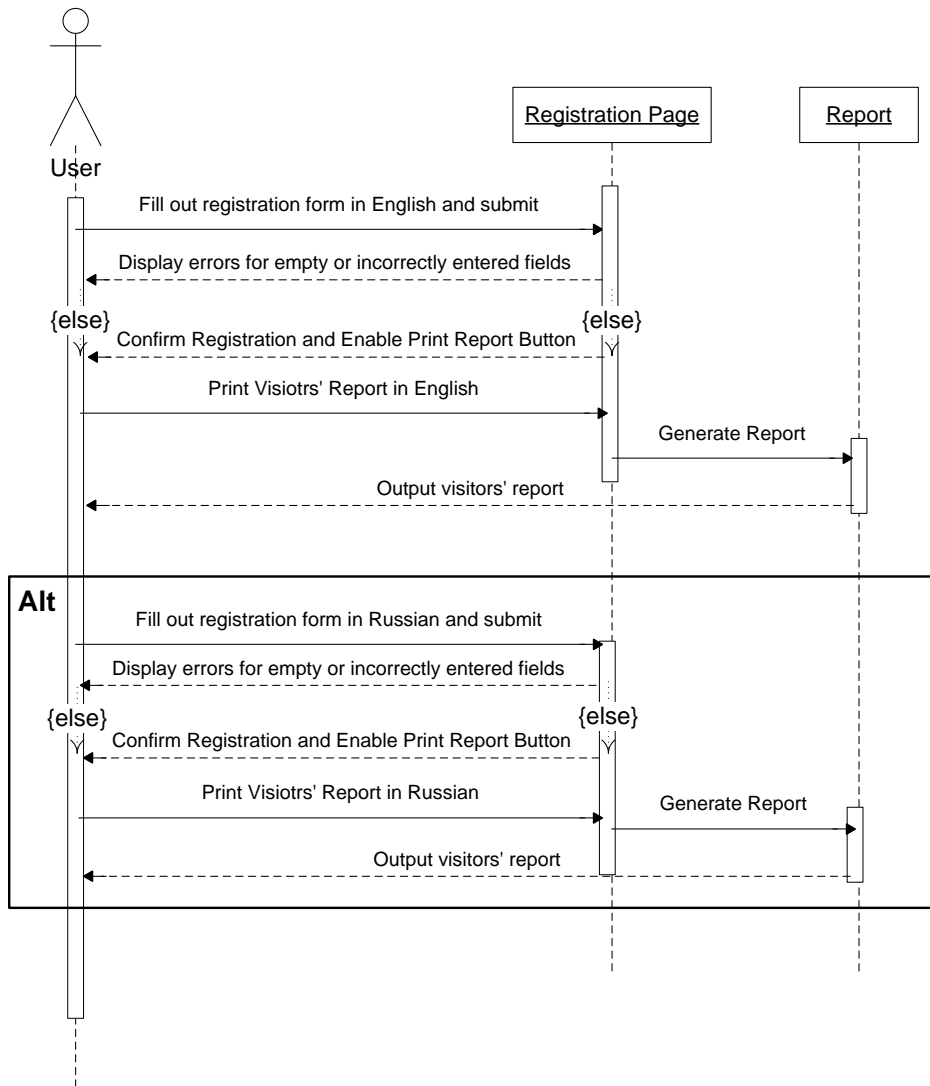 Registration Page
Report
User
Fill out registration form in English and submit
Display errors for empty or incorrectly entered fields
{else}
{else}
Confirm Registration and Enable Print Report Button
Print Visiotrs' Report in English
Generate Report
Output visitors' report
Alt
Fill out registration form in Russian and submit
Display errors for empty or incorrectly entered fields
{else}
{else}
Confirm Registration and Enable Print Report Button
Print Visiotrs' Report in Russian
Generate Report
Output visitors' report